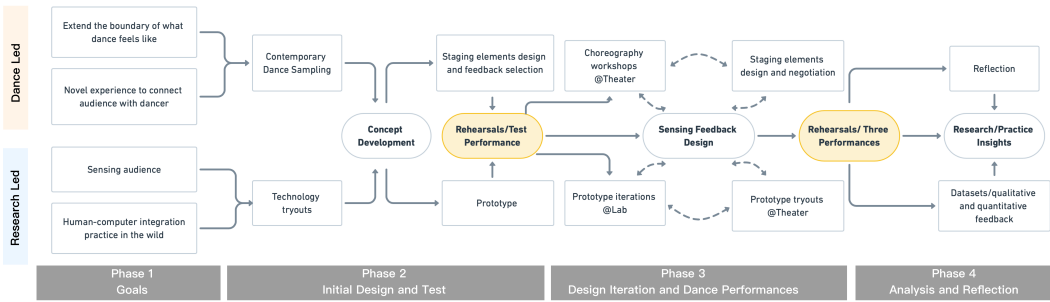 Dance Led
Extend the boundary of what
dance feels like
Novel experience to connect
audience with dancer
Contemporary
Dance Sampling
Staging elements design
and feedback selection
Choreography
workshops
@Theater
Staging elements
design and negotiation
Reflection
Concept
Development
Rehearsals/Test
Performance
Sensing Feedback
Design
Rehearsals/ Three
Performances
Research/Practice
Insights
Research Led
Sensing audience
Human-computer integration
practice in the wild
Technology
tryouts
Prototype
Prototype iterations
@Lab
Prototype tryouts
@Theater
Datasets/qualitative
and quantitative
feedback
Phase 1
Goals
Phase 2
Initial Design and Test
Phase 3
Design Iteration and Dance Performances
Phase 4
Analysis and Reflection